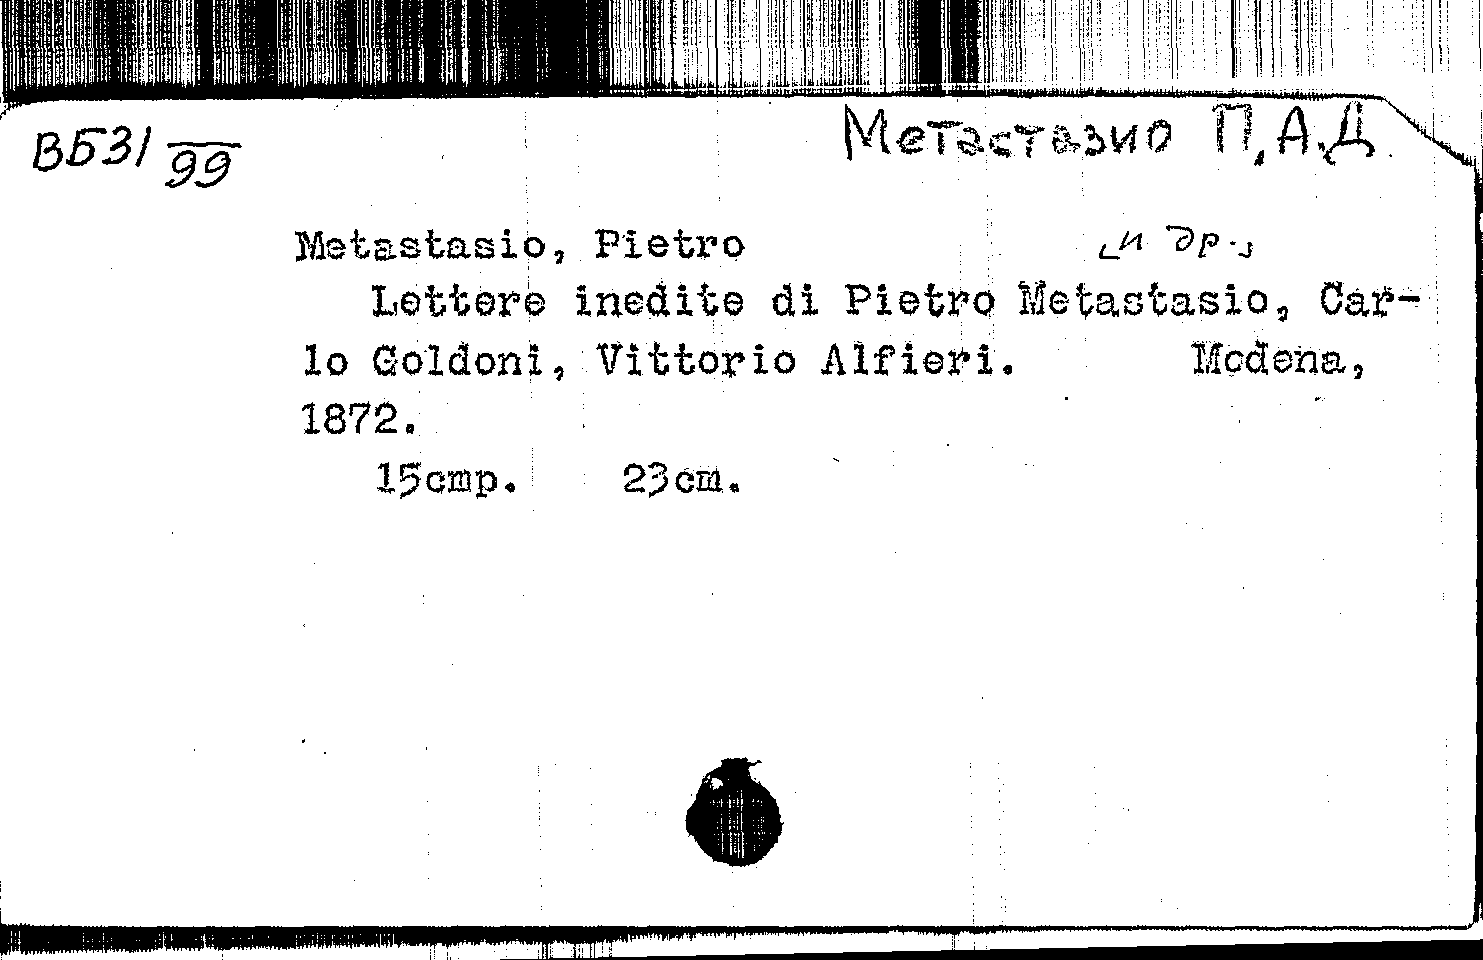 Метастазио П.А.Д.
ВБ31/99
Metastasio, Pietro [и др.]
Lettere inedite di Pietro Metastasio, Car-
lo Goldoni, Vittorio Alfieri. Modena,
1872.
15стр. 23cm.